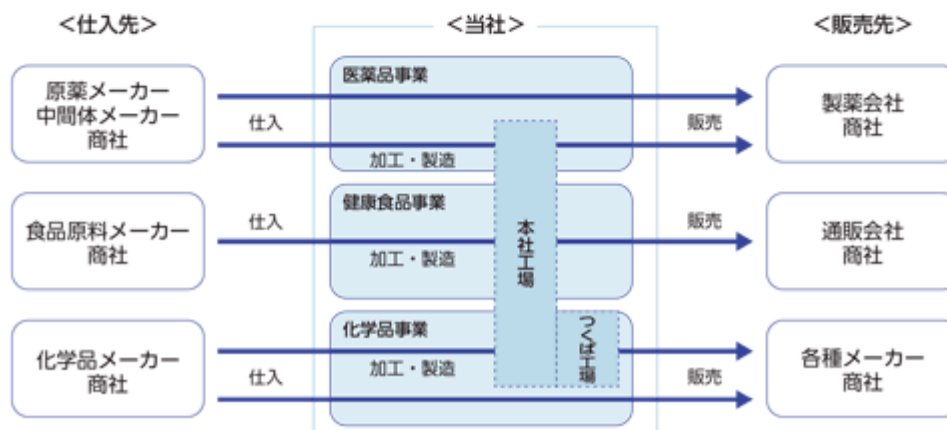 ＜仕入先＞
＜当社＞
＜販売先＞
原薬メーカー
中間体メーカー
商社
仕入
医薬品事業
加工・製造
販売
製薬会社
商社
食品原料メーカー
商社
仕入
健康食品事業
加工・製造
本社工場
販売
通販会社
商社
化学品メーカー
商社
仕入
化学品事業
加工・製造
つくば工場
販売
各種メーカー
商社